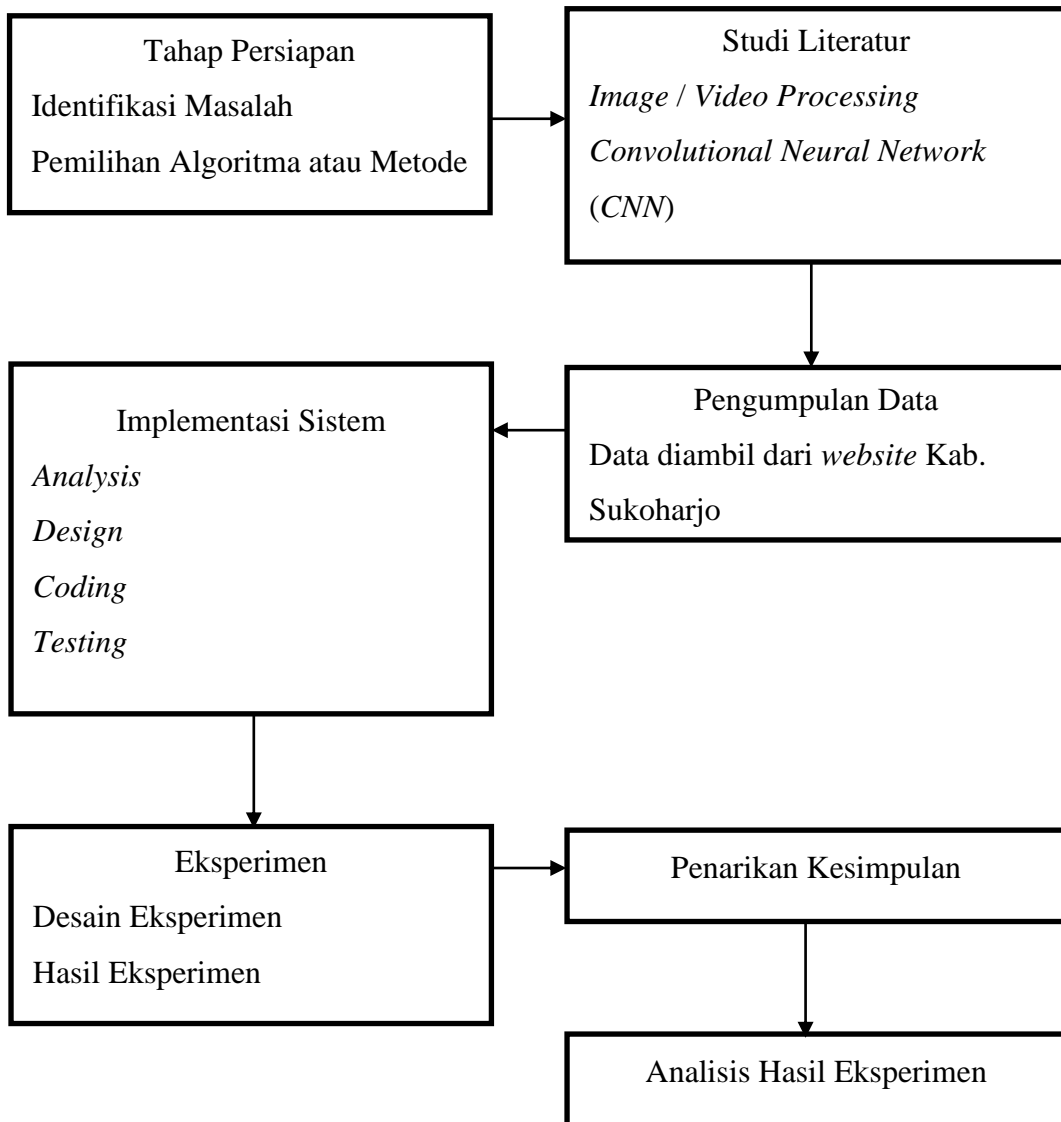 Tahap Persiapan
Identifikasi Masalah
Pemilihan Algoritma atau Metode
Studi Literatur
Image / Video Processing
Convolutional Neural Network
(CNN)
Pengumpulan Data
Data diambil dari website Kab.
Sukoharjo
Implementasi Sistem
Analysis
Design
Coding
Testing
Eksperimen
Desain Eksperimen
Hasil Eksperimen
Penarikan Kesimpulan
Analisis Hasil Eksperimen